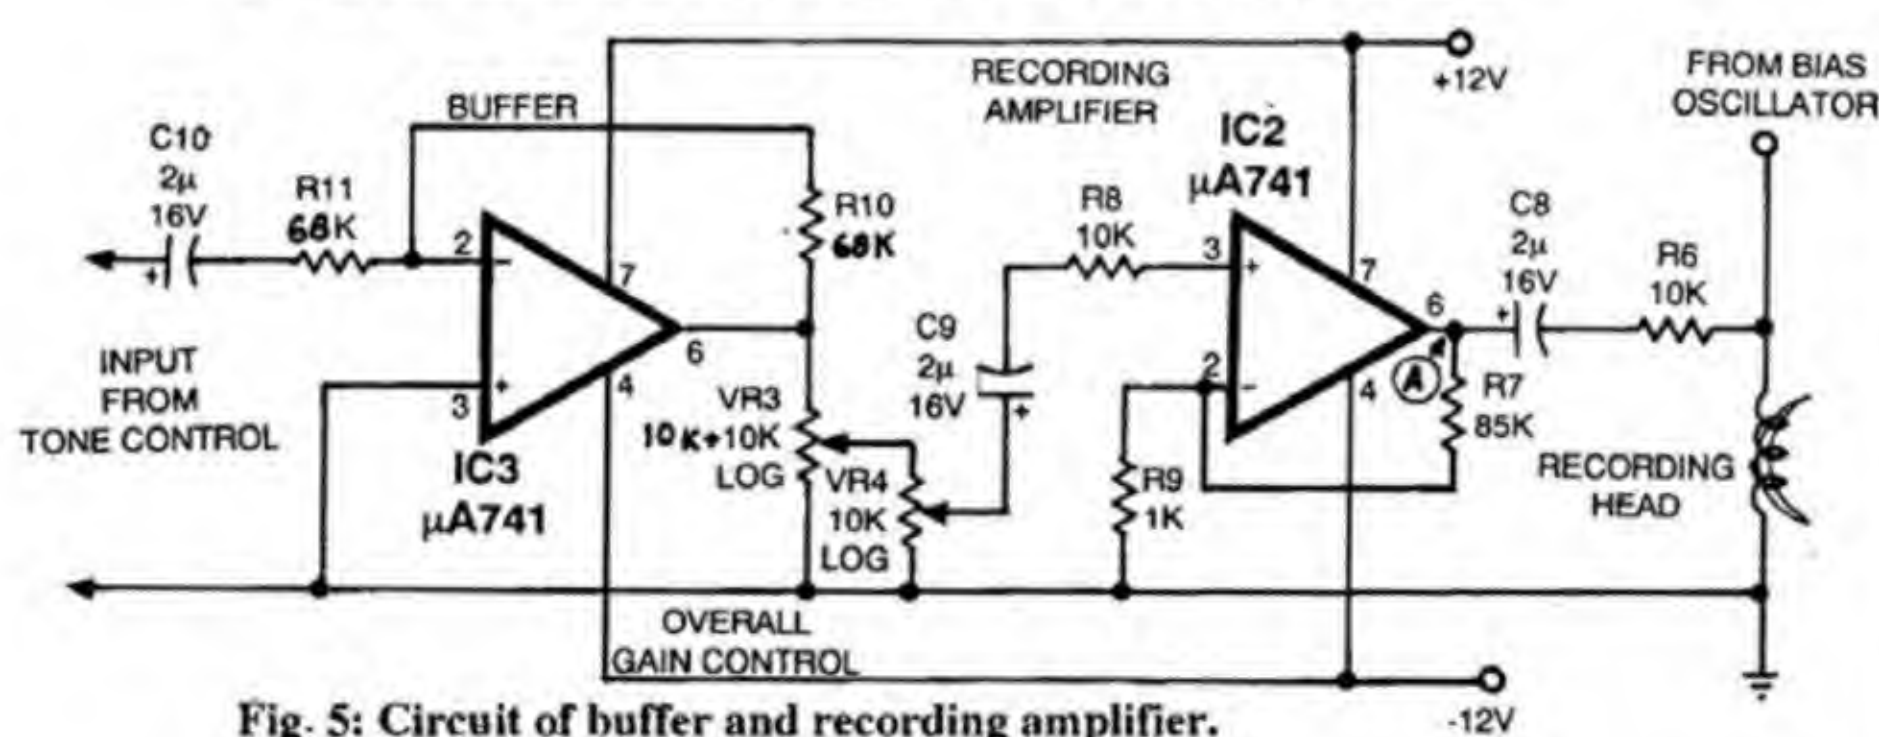 BUFFER
RECORDING
AMPLIFIER
+12V
FROM BIAS
OSCILLATOR
C10
2µ
16V
R11
68K
2
−
7
R10
68K
6
3
+
4
IC3
µA741
INPUT
FROM
TONE CONTROL
VR3
10K+10K
LOG
VR4
10K
LOG
C9
2µ
16V
+
R8
10K
IC2
µA741
3
+
7
6
2
−
4
A
R9
1K
R7
85K
C8
2µ
16V
+
R6
10K
RECORDING
HEAD
OVERALL
GAIN CONTROL
-12V
Fig. 5: Circuit of buffer and recording amplifier.